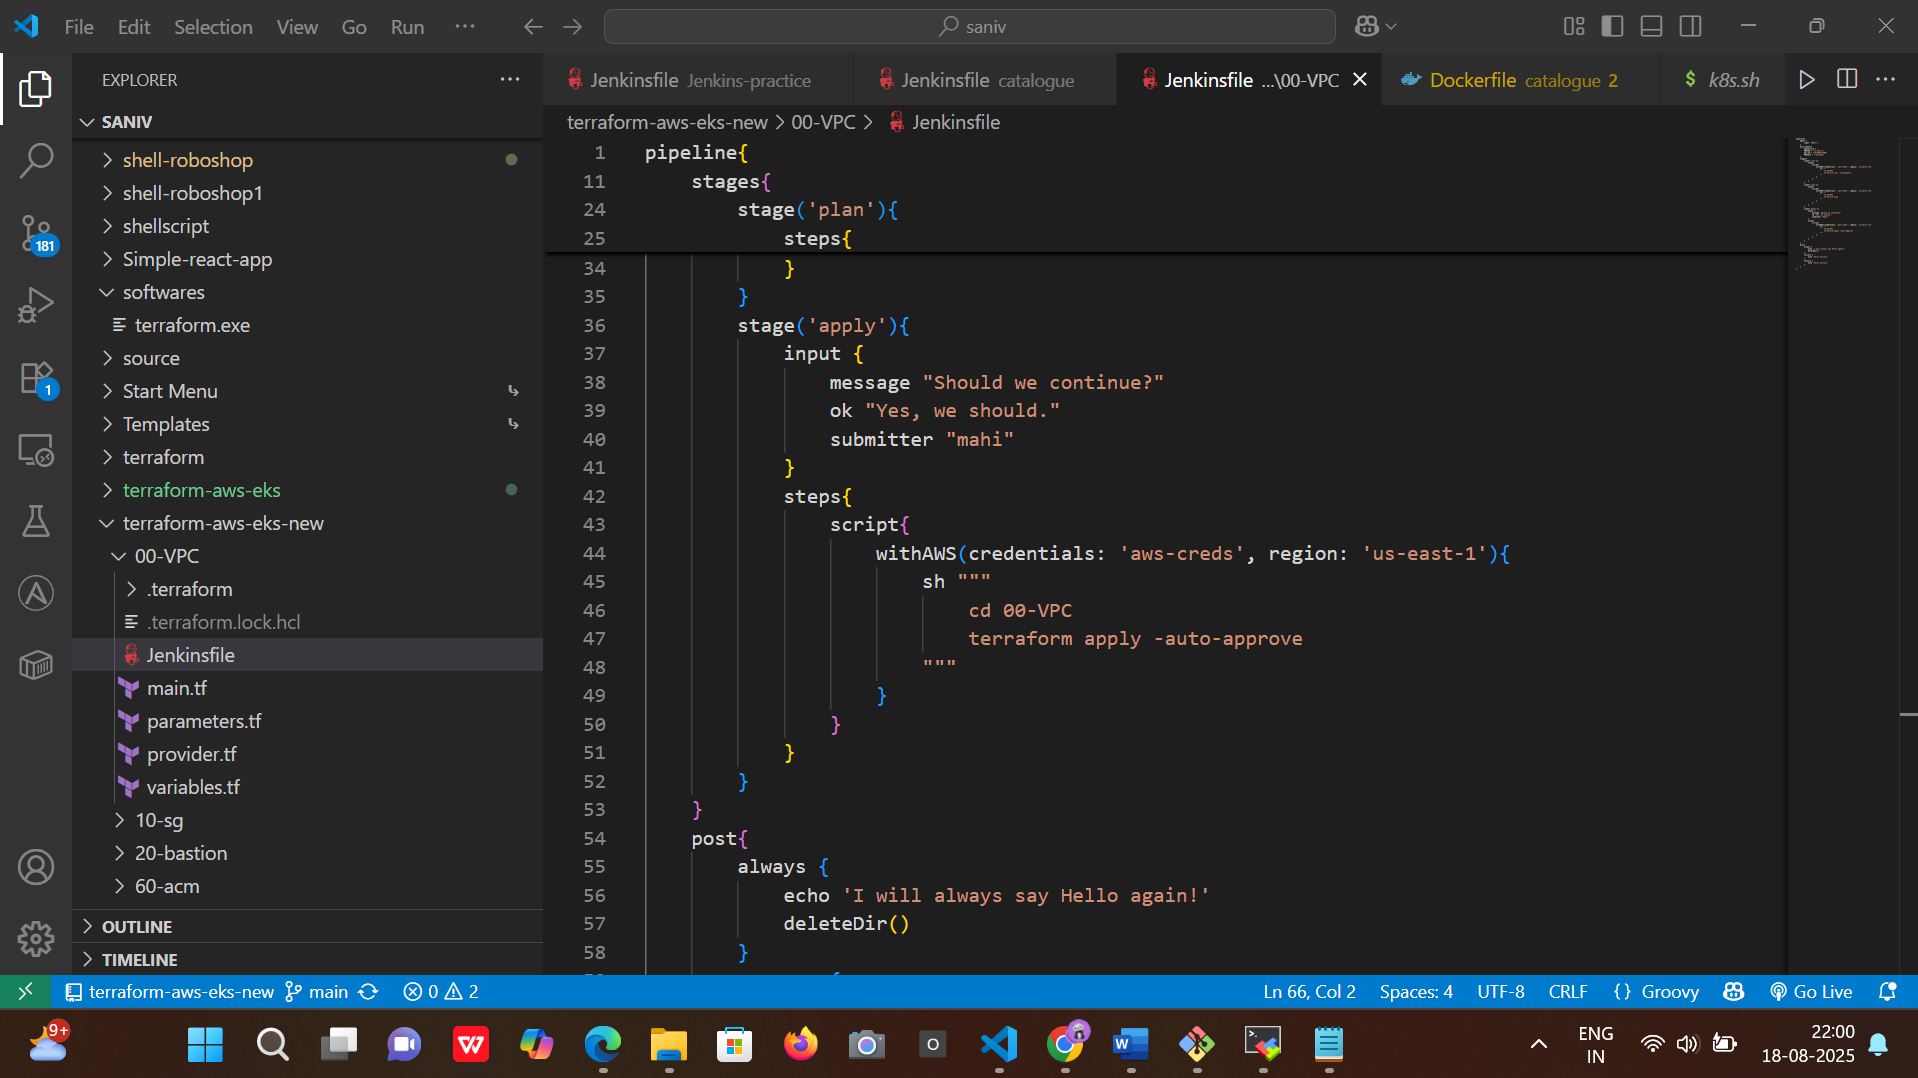 File Edit Selection View Go Run ··· saniv
EXPLORER ···
SANIV
shell-roboshop
shell-roboshop1
shellscript
Simple-react-app
softwares
terraform.exe
source
Start Menu
Templates
terraform
terraform-aws-eks
terraform-aws-eks-new
00-VPC
.terraform
.terraform.lock.hcl
Jenkinsfile
main.tf
parameters.tf
provider.tf
variables.tf
10-sg
20-bastion
60-acm
OUTLINE
TIMELINE
181
1
Jenkinsfile Jenkins-practice Jenkinsfile catalogue Jenkinsfile ...\00-VPC Dockerfile catalogue 2 $ k8s.sh ···
terraform-aws-eks-new > 00-VPC > Jenkinsfile
1 pipeline{
11 stages{
24 stage('plan'){
25 steps{
34 }
35 }
36 stage('apply'){
37 input {
38 message "Should we continue?"
39 ok "Yes, we should."
40 submitter "mahi"
41 }
42 steps{
43 script{
44 withAWS(credentials: 'aws-creds', region: 'us-east-1'){
45 sh """
46 cd 00-VPC
47 terraform apply -auto-approve
48 """
49 }
50 }
51 }
52 }
53 }
54 post{
55 always {
56 echo 'I will always say Hello again!'
57 deleteDir()
58 }
terraform-aws-eks-new main 0 2 Ln 66, Col 2 Spaces: 4 UTF-8 CRLF {} Groovy Go Live
9+ W O W ENG 22:00
IN 18-08-2025